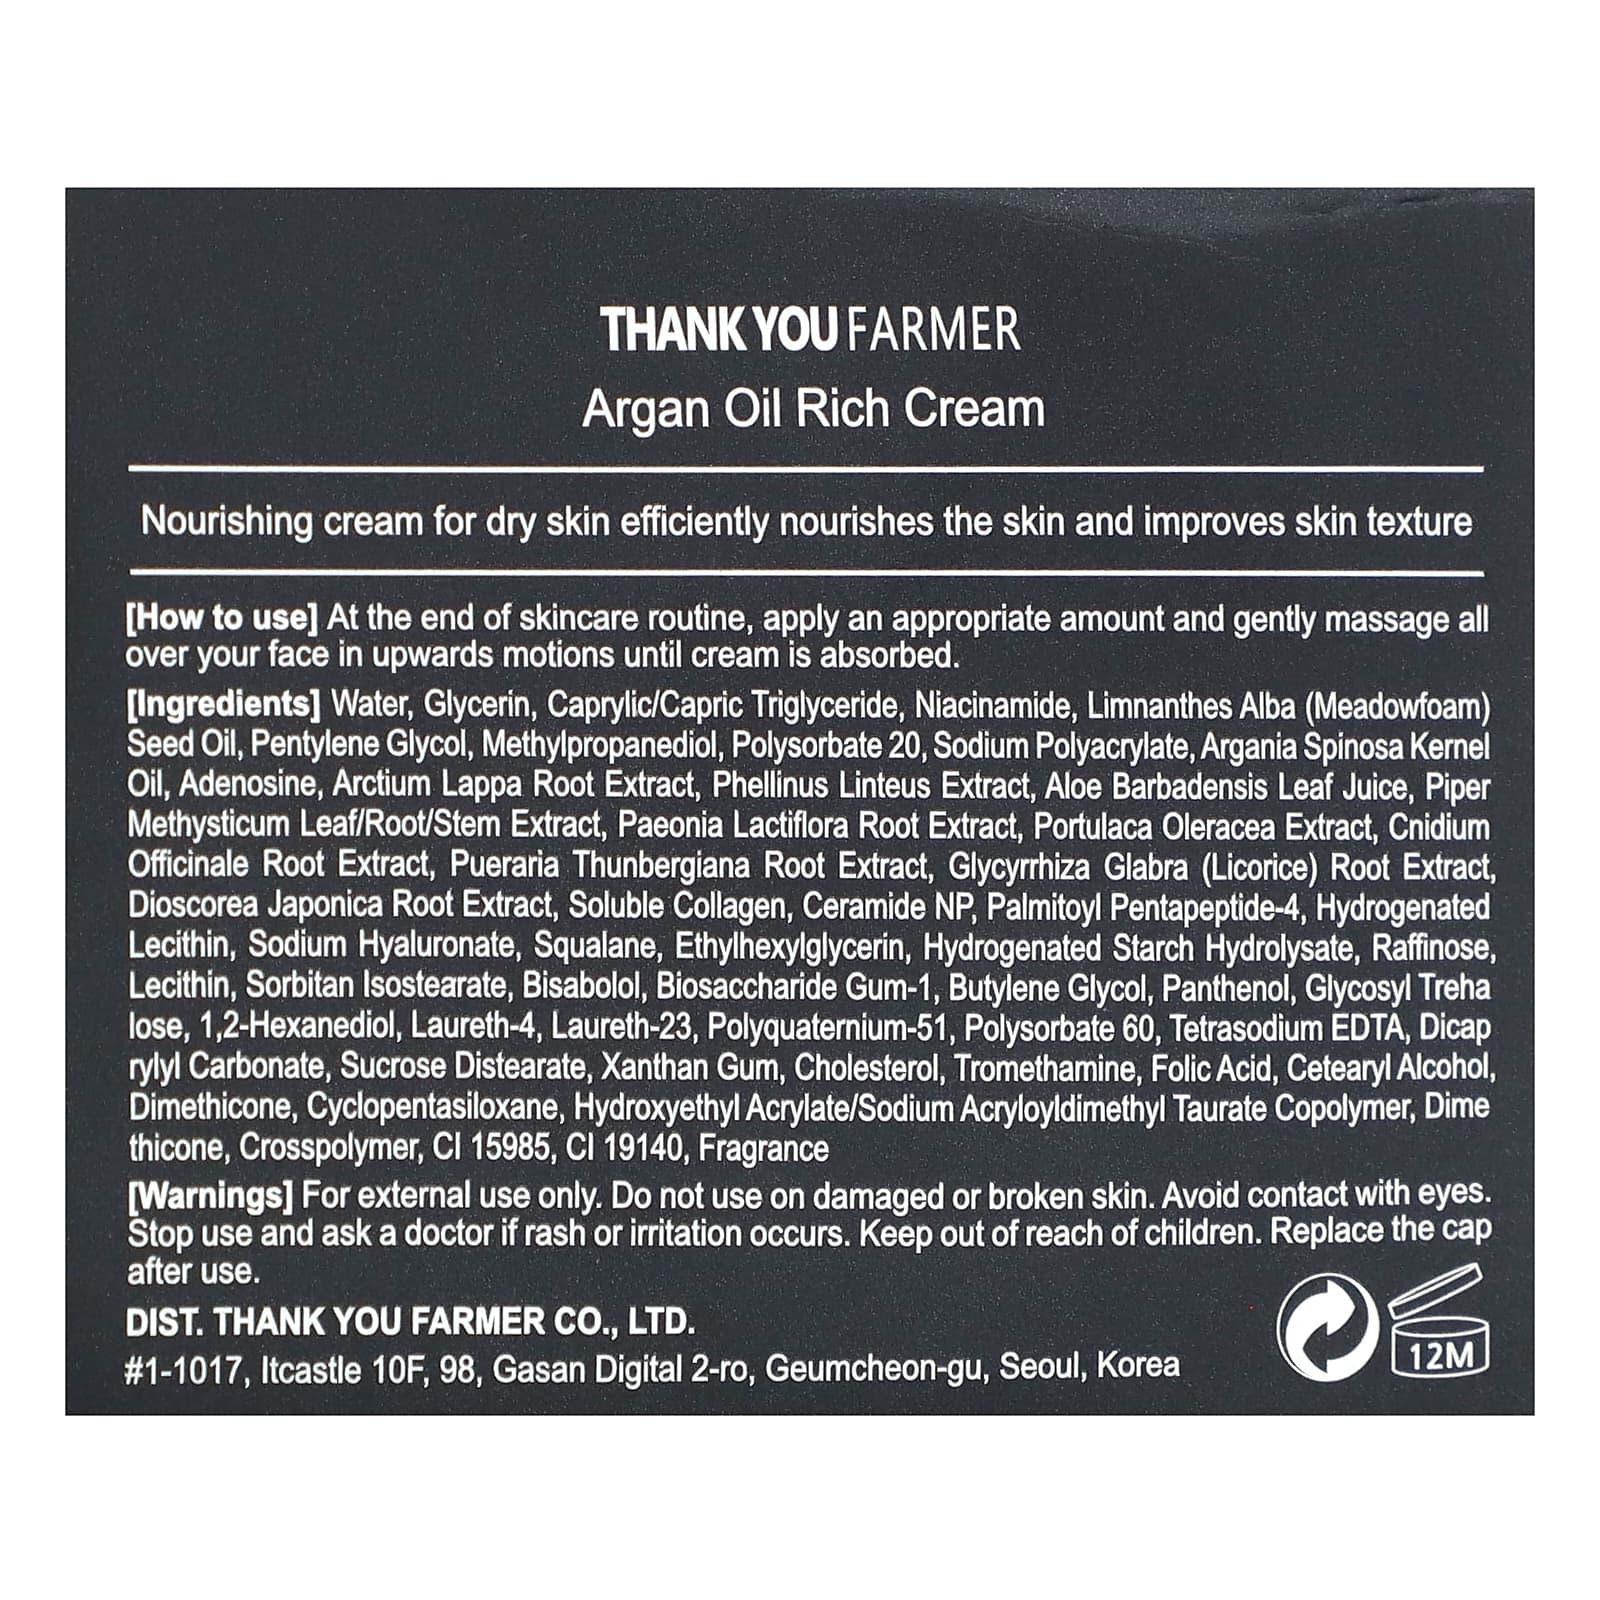 THANK YOU FARMER
Argan Oil Rich Cream
Nourishing cream for dry skin efficiently nourishes the skin and improves skin texture
[How to use] At the end of skincare routine, apply an appropriate amount and gently massage all
over your face in upwards motions until cream is absorbed.
[Ingredients] Water, Glycerin, Caprylic/Capric Triglyceride, Niacinamide, Limnanthes Alba (Meadowfoam)
Seed Oil, Pentylene Glycol, Methylpropanediol, Polysorbate 20, Sodium Polyacrylate, Argania Spinosa Kernel
Oil, Adenosine, Arctium Lappa Root Extract, Phellinus Linteus Extract, Aloe Barbadensis Leaf Juice, Piper
Methysticum Leaf/Root/Stem Extract, Paeonia Lactiflora Root Extract, Portulaca Oleracea Extract, Cnidium
Officinale Root Extract, Pueraria Thunbergiana Root Extract, Glycyrrhiza Glabra (Licorice) Root Extract,
Dioscorea Japonica Root Extract, Soluble Collagen, Ceramide NP, Palmitoyl Pentapeptide-4, Hydrogenated
Lecithin, Sodium Hyaluronate, Squalane, Ethylhexylglycerin, Hydrogenated Starch Hydrolysate, Raffinose,
Lecithin, Sorbitan Isostearate, Bisabolol, Biosaccharide Gum-1, Butylene Glycol, Panthenol, Glycosyl Treha
lose, 1,2-Hexanediol, Laureth-4, Laureth-23, Polyquaternium-51, Polysorbate 60, Tetrasodium EDTA, Dicap
rylyl Carbonate, Sucrose Distearate, Xanthan Gum, Cholesterol, Tromethamine, Folic Acid, Cetearyl Alcohol,
Dimethicone, Cyclopentasiloxane, Hydroxyethyl Acrylate/Sodium Acryloyldimethyl Taurate Copolymer, Dime
thicone, Crosspolymer, CI 15985, CI 19140, Fragrance
[Warnings] For external use only. Do not use on damaged or broken skin. Avoid contact with eyes.
Stop use and ask a doctor if rash or irritation occurs. Keep out of reach of children. Replace the cap
after use.
DIST. THANK YOU FARMER CO., LTD.
#1-1017, Itcastle 10F, 98, Gasan Digital 2-ro, Geumcheon-gu, Seoul, Korea
12M